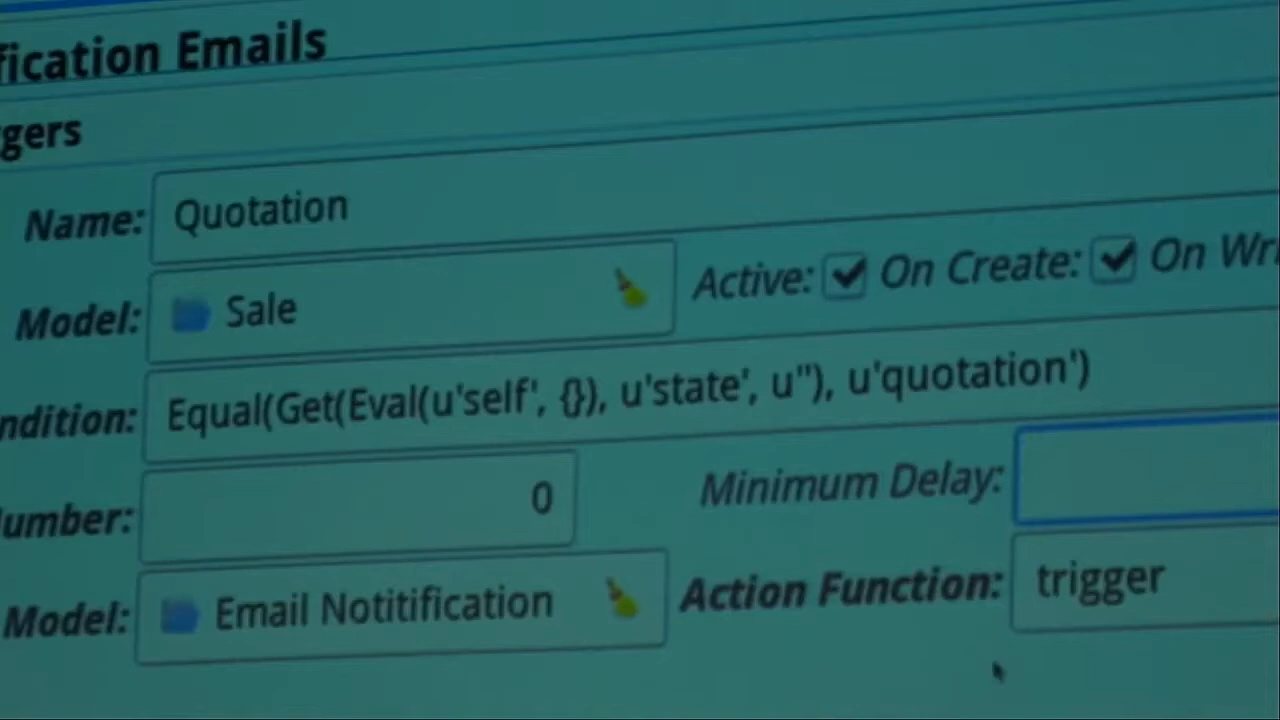 fication Emails
gers
Name: Quotation
Model: Sale Active: On Create: On Wri
ndition: Equal(Get(Eval(u'self', {}), u'state', u''), u'quotation')
umber: 0 Minimum Delay:
Model: Email Notitification Action Function: trigger